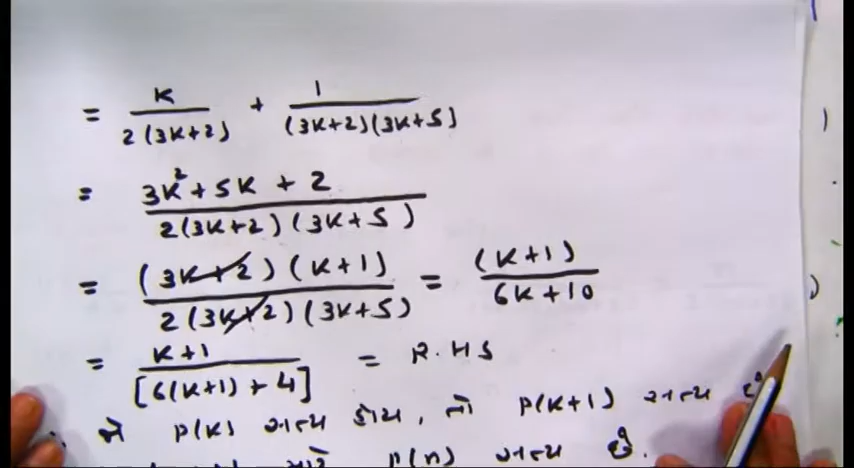 = k / 2(3k+2) + 1 / (3k+2)(3k+5)
= 3k² + 5k + 2 / 2(3k+2)(3k+5)
= (3k+2)(k+1) / 2(3k+2)(3k+5) = (k+1) / 6k+10
= k+1 / [6(k+1) + 4] = R.H.S
∴ જો P(k) સત્ય હોય, તો P(k+1) સત્ય છે
માટે P(n) સત્ય છે.